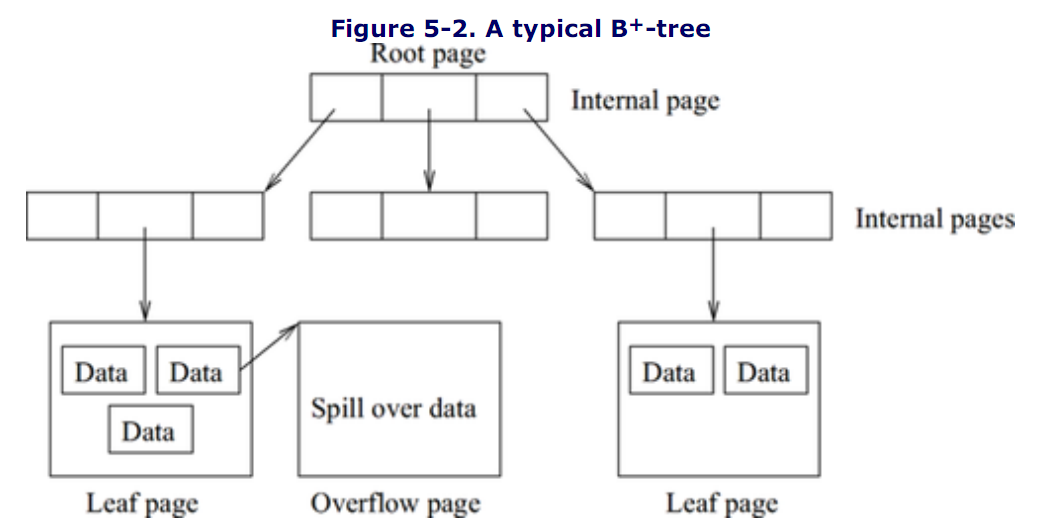 Figure 5-2. A typical B+-tree
Root page
Internal page
Internal pages
Data Data
Data
Spill over data
Data Data
Leaf page
Overflow page
Leaf page